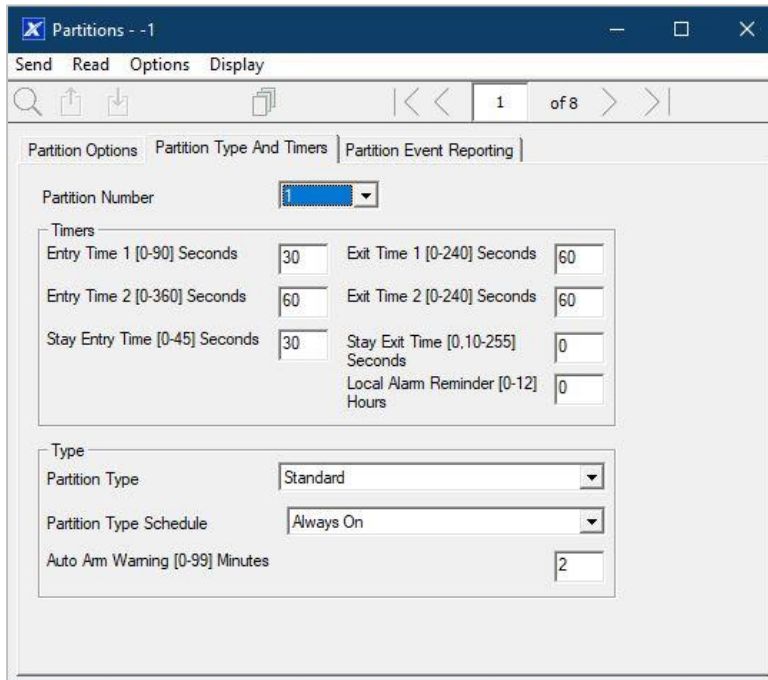 Partitions - -1
Send Read Options Display
1 of 8
Partition Options Partition Type And Timers Partition Event Reporting
Partition Number 1
Timers
Entry Time 1 [0-90] Seconds 30 Exit Time 1 [0-240] Seconds 60
Entry Time 2 [0-360] Seconds 60 Exit Time 2 [0-240] Seconds 60
Stay Entry Time [0-45] Seconds 30 Stay Exit Time [0,10-255] 0
Seconds
Local Alarm Reminder [0-12] 0
Hours
Type
Partition Type Standard
Partition Type Schedule Always On
Auto Arm Warning [0-99] Minutes 2